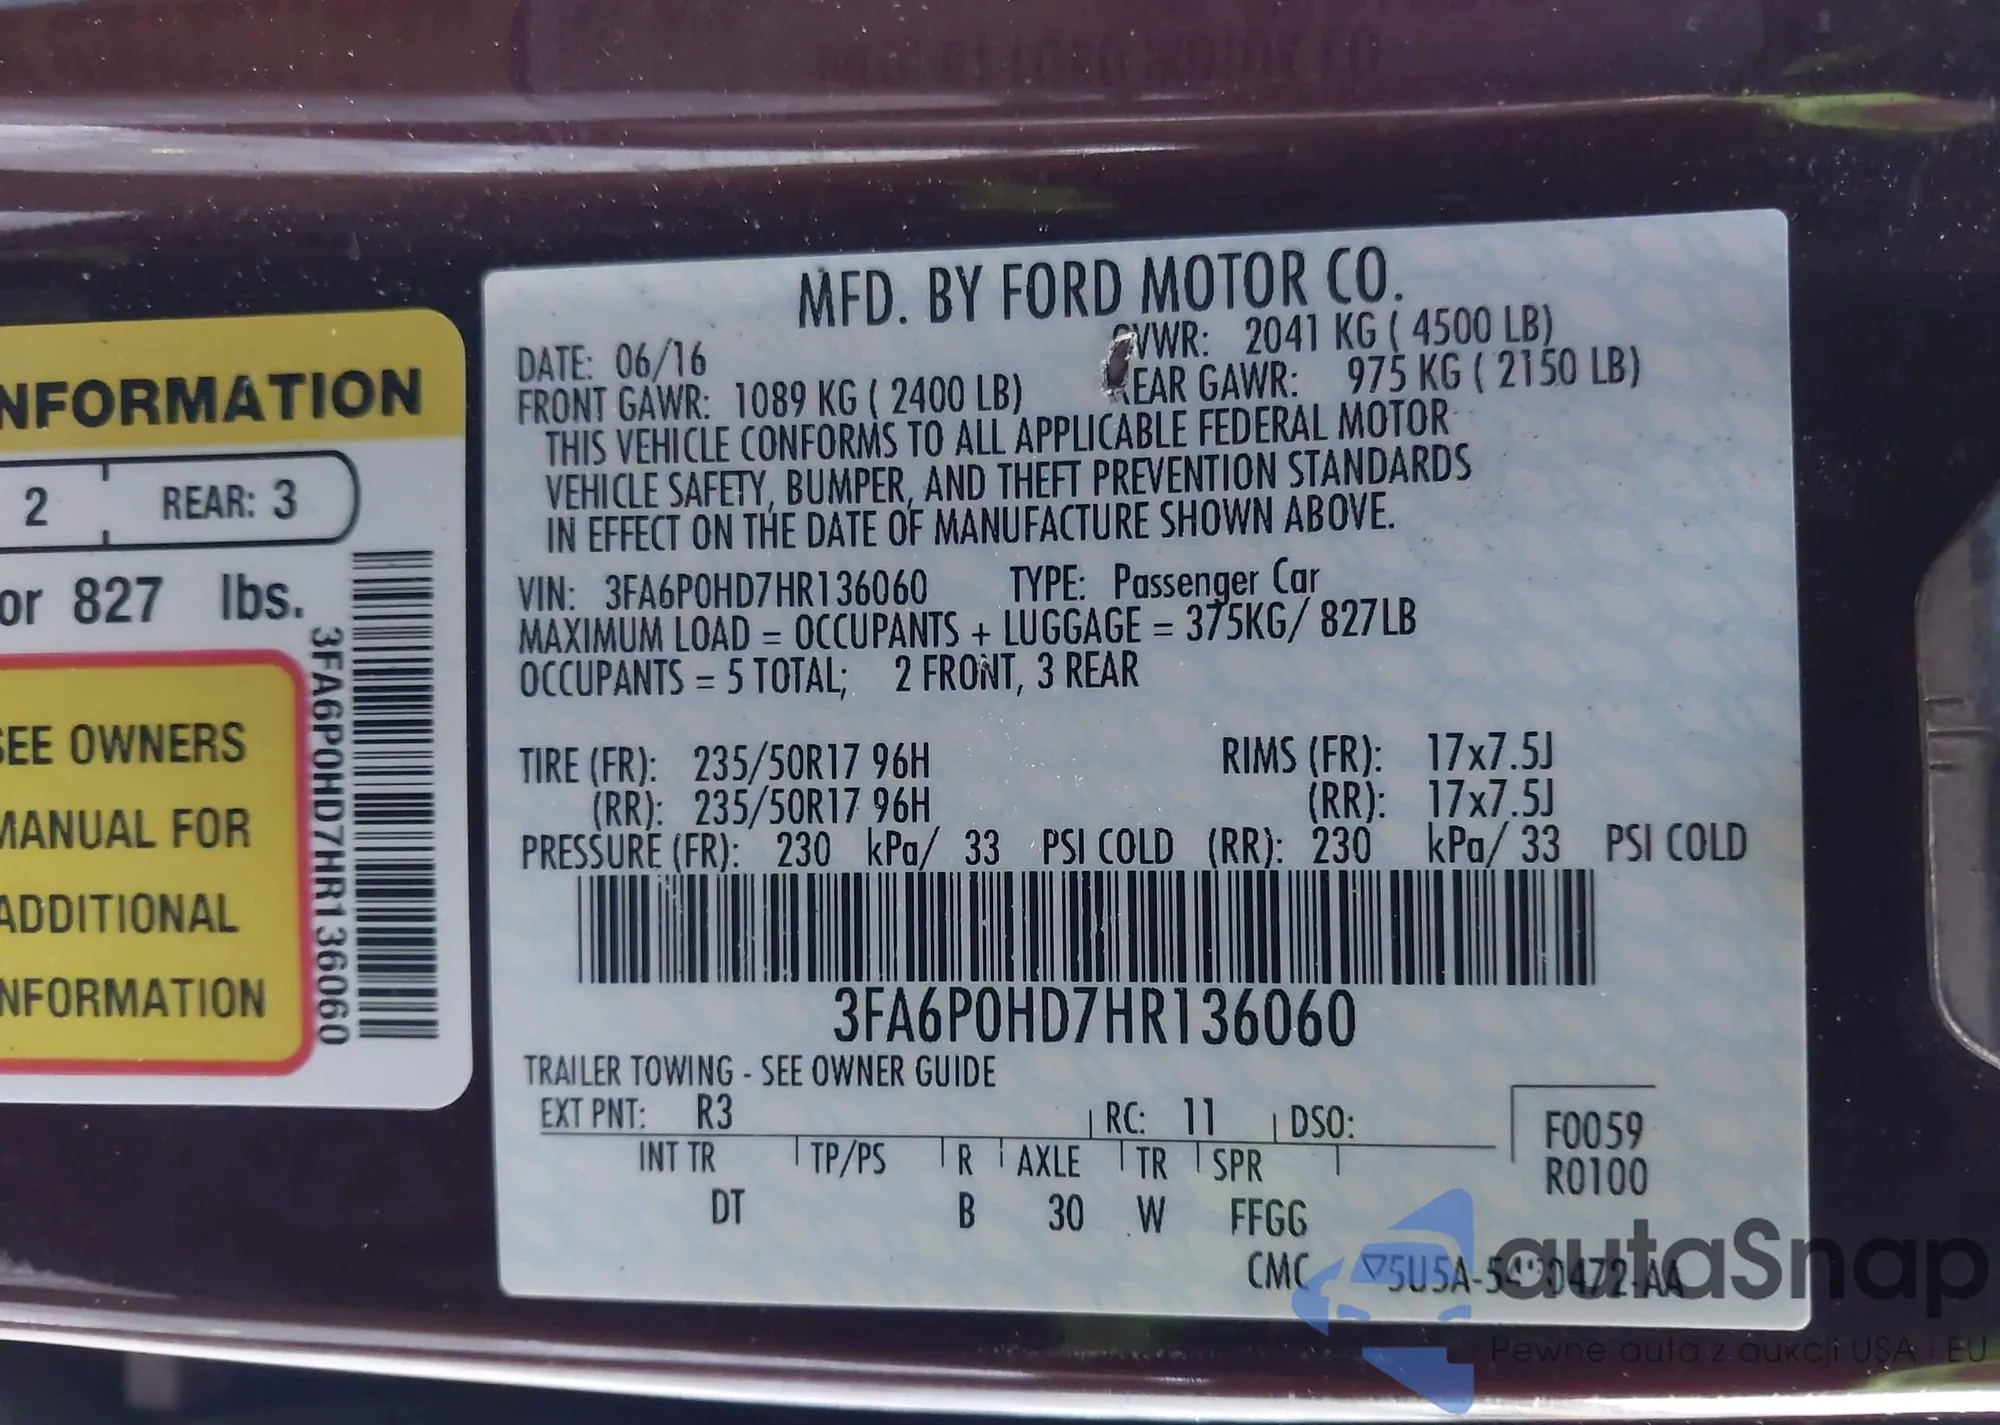 NFORMATION
2 REAR: 3
or 827 lbs.
SEE OWNERS
MANUAL FOR
ADDITIONAL
NFORMATION
3FA6P0HD7HR136060
MFD. BY FORD MOTOR CO.
DATE: 06/16 GVWR: 2041 KG ( 4500 LB)
FRONT GAWR: 1089 KG ( 2400 LB) REAR GAWR: 975 KG ( 2150 LB)
THIS VEHICLE CONFORMS TO ALL APPLICABLE FEDERAL MOTOR
VEHICLE SAFETY, BUMPER, AND THEFT PREVENTION STANDARDS
IN EFFECT ON THE DATE OF MANUFACTURE SHOWN ABOVE.
VIN: 3FA6P0HD7HR136060 TYPE: Passenger Car
MAXIMUM LOAD = OCCUPANTS + LUGGAGE = 375KG/ 827LB
OCCUPANTS = 5 TOTAL; 2 FRONT, 3 REAR
TIRE (FR): 235/50R17 96H RIMS (FR): 17x7.5J
(RR): 235/50R17 96H (RR): 17x7.5J
PRESSURE (FR): 230 kPa/ 33 PSI COLD (RR): 230 kPa/ 33 PSI COLD
3FA6P0HD7HR136060
TRAILER TOWING - SEE OWNER GUIDE
EXT PNT: R3 RC: 11 DSO: F0059
INT TR TP/PS R AXLE TR SPR R0100
DT B 30 W FFGG
CMC
autaSnap
Pewne auta z aukcji USA i EU